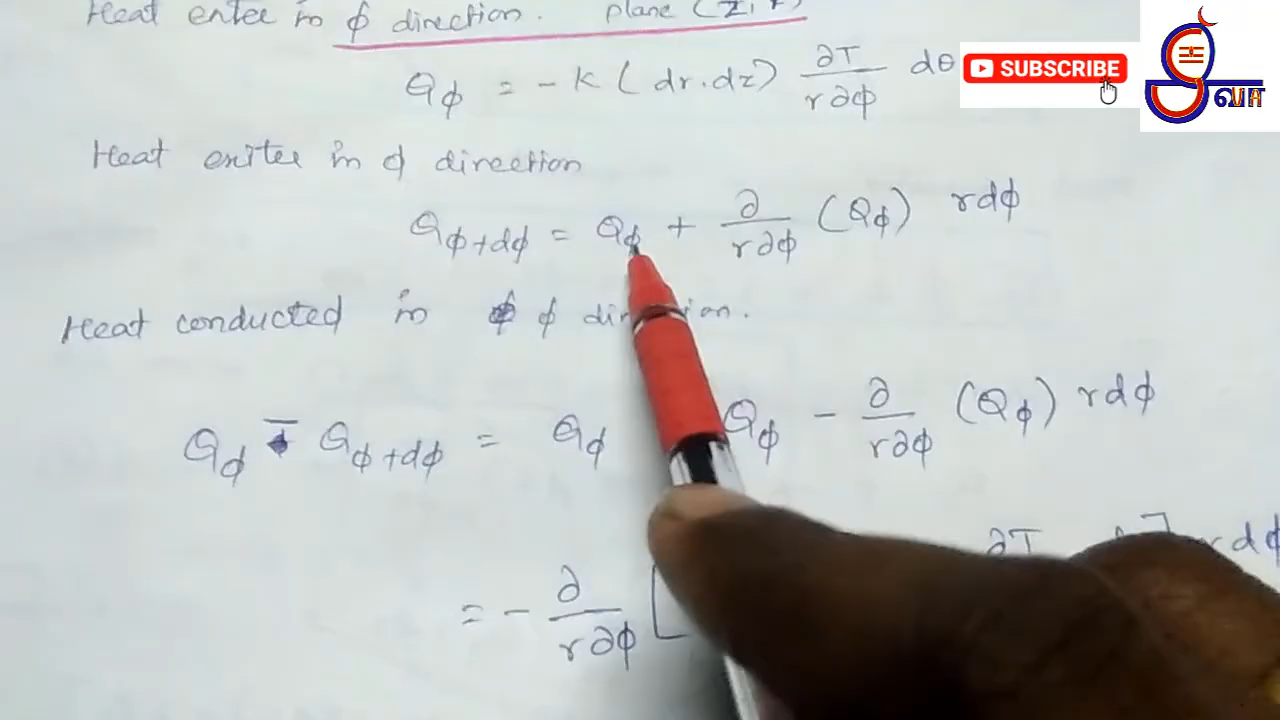 Heat enter in ϕ direction. plane (z, r)
Qϕ = -K (dr.dz) ∂T/r∂ϕ dθ
SUBSCRIBE
சிவா
Heat exiter in ϕ direction
Qϕ+dϕ = Qϕ + ∂/r∂ϕ (Qϕ) rdϕ
Heat conducted in ϕ direction.
Qϕ - Qϕ+dϕ = Qϕ Qϕ - ∂/r∂ϕ (Qϕ) rdϕ
= - ∂/r∂ϕ [ ∂T ] rdϕ